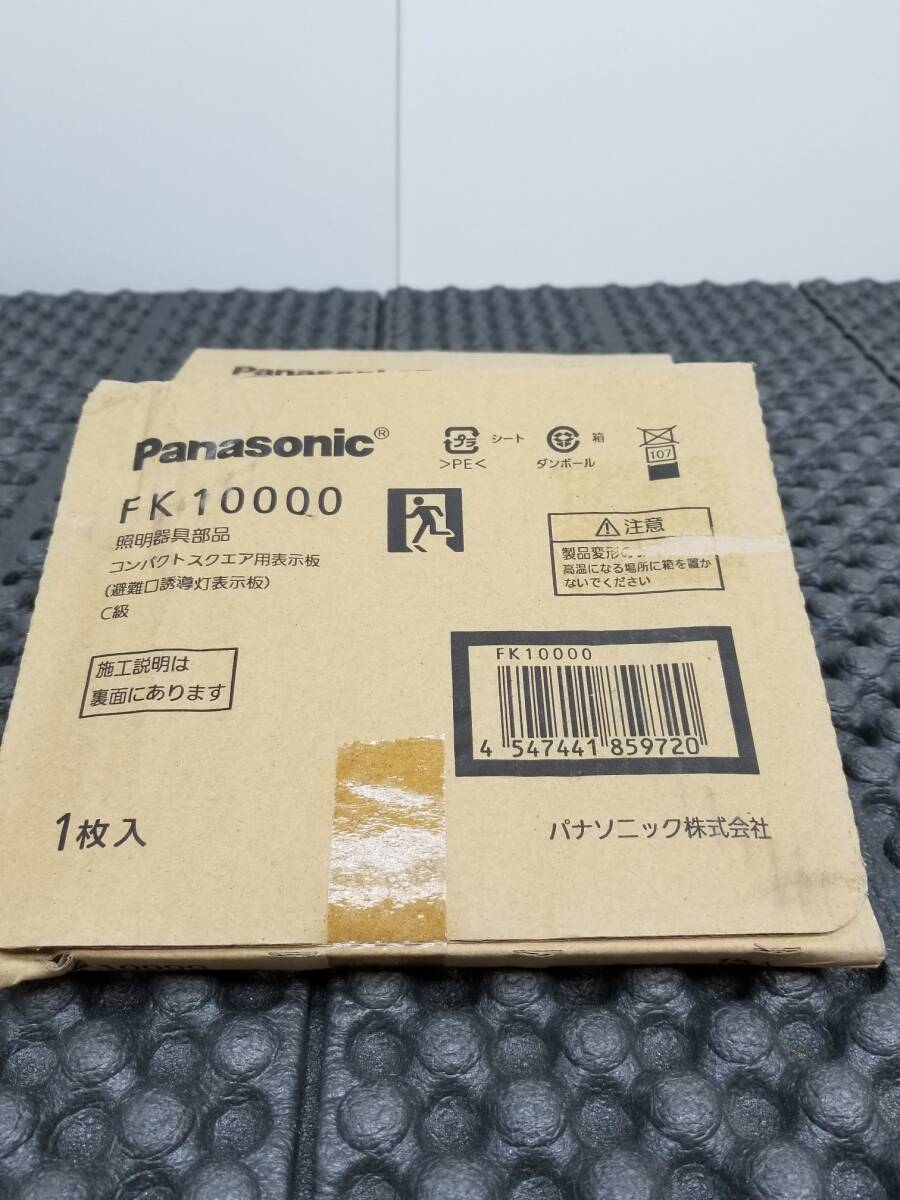 Panasonic
Panasonic®
プラ シート
>PE<
箱
ダンボール
107
FK10000
照明器具部品
コンパクトスクエア用表示板
(避難口誘導灯表示板)
C級
⚠注意
製品変形の
高温になる場所に箱を置か
ないでください
施工説明は
裏面にあります
FK10000
4 547441 859720
1枚入
パナソニック株式会社
10000